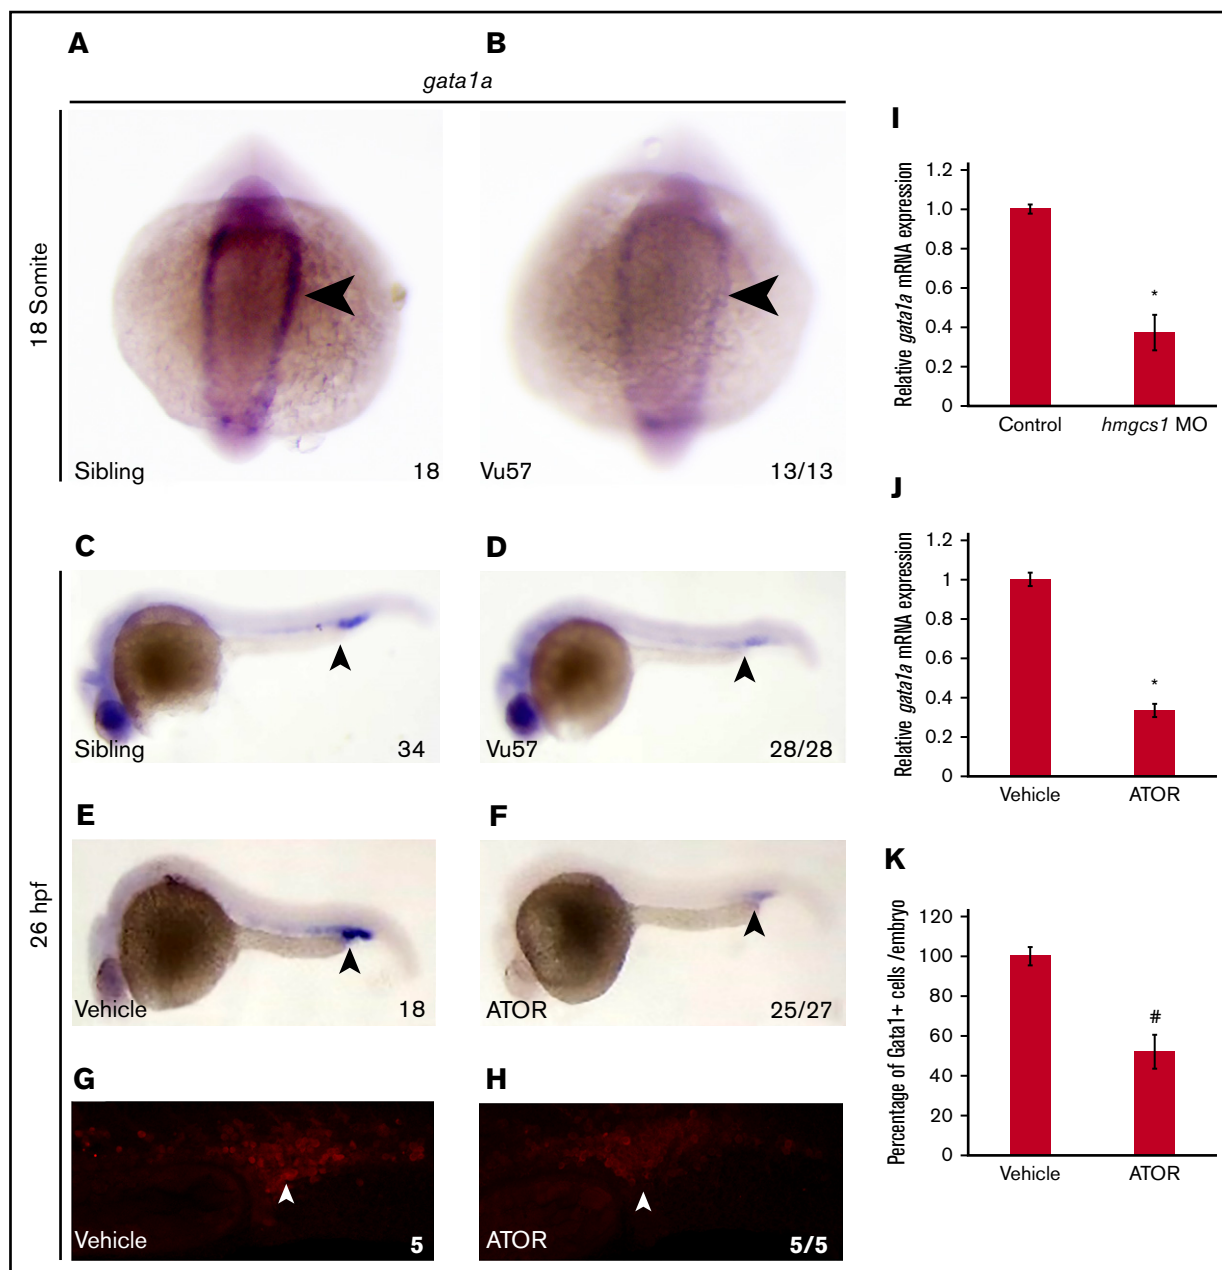 A
B
gata1a
18 Somite
Sibling
18
Vu57
13/13
C
D
26 hpf
Sibling
34
Vu57
28/28
E
F
Vehicle
18
ATOR
25/27
G
H
Vehicle
5
ATOR
5/5
I
Relative gata1a mRNA expression
1.2
1.0
0.8
0.6
0.4
0.2
0
*
Control
hmgcs1 MO
J
Relative gata1a mRNA expression
1.2
1
0.8
0.6
0.4
0.2
0
*
Vehicle
ATOR
K
Percentage of Gata1+ cells /embryo
120
100
80
60
40
20
0
#
Vehicle
ATOR